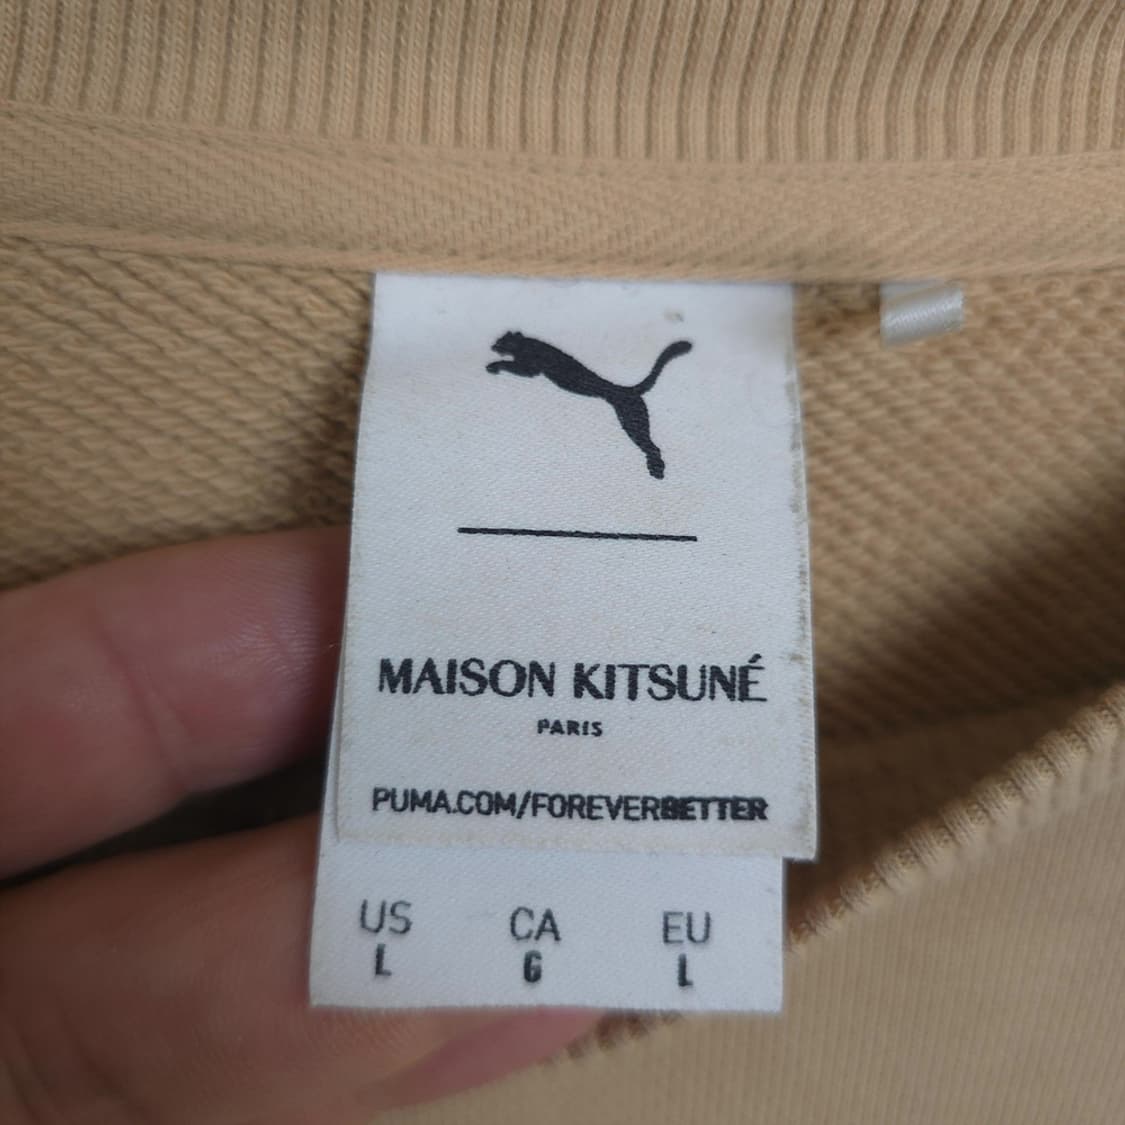 MAISON KITSUNÉ
PARIS
PUMA.COM/FOREVERBETTER
US CA EU
L G L